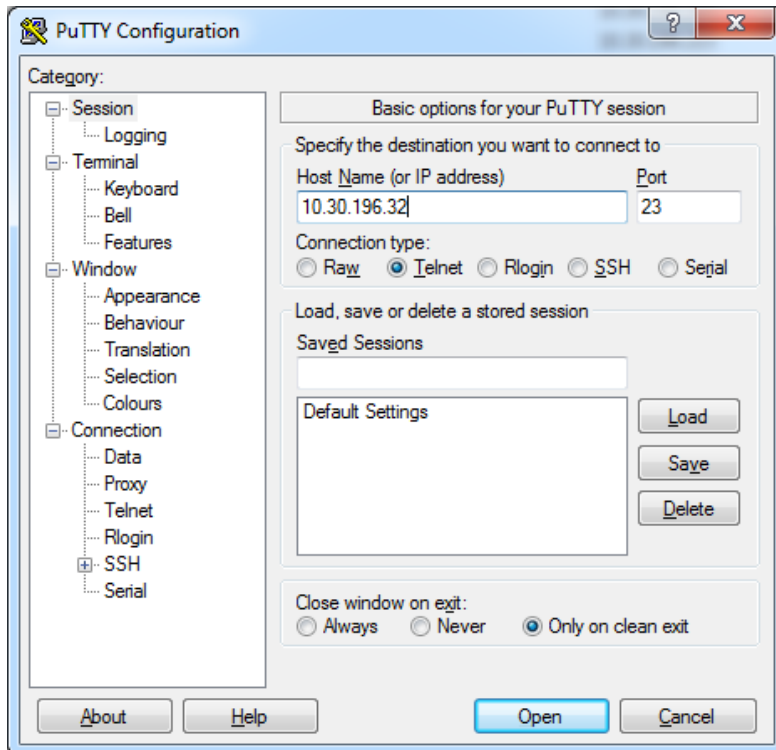 PuTTY Configuration
Category:
Session
Logging
Terminal
Keyboard
Bell
Features
Window
Appearance
Behaviour
Translation
Selection
Colours
Connection
Data
Proxy
Telnet
Rlogin
SSH
Serial
Basic options for your PuTTY session
Specify the destination you want to connect to
Host Name (or IP address) Port
10.30.196.32 23
Connection type:
Raw Telnet Rlogin SSH Serial
Load, save or delete a stored session
Saved Sessions
Default Settings
Load
Save
Delete
Close window on exit:
Always Never Only on clean exit
About Help Open Cancel